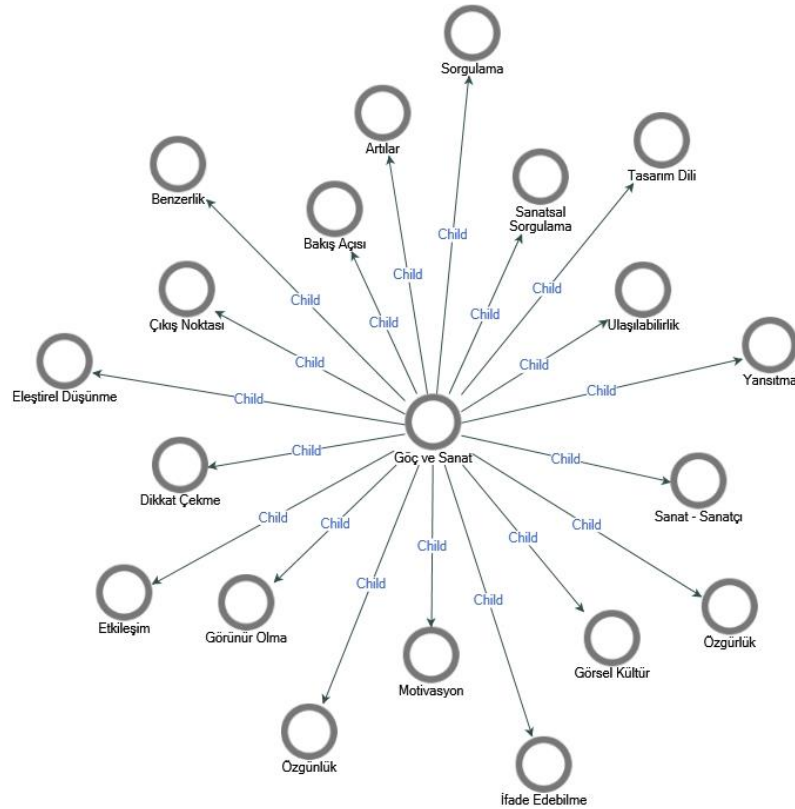 Sorgulama
Artılar
Tasarım Dili
Benzerlik
Sanatsal
Sorgulama
Bakış Açısı
Child
Child
Child
Child
Child
Child
Çıkış Noktası
Ulaşılabilirlik
Child
Child
Yansıtma
Eleştirel Düşünme
Child
Child
Göç ve Sanat
Child
Child
Dikkat Çekme
Sanat - Sanatçı
Child
Child
Child
Child
Child
Child
Child
Etkileşim
Görünür Olma
Özgürlük
Görsel Kültür
Motivasyon
Özgünlük
İfade Edebilme